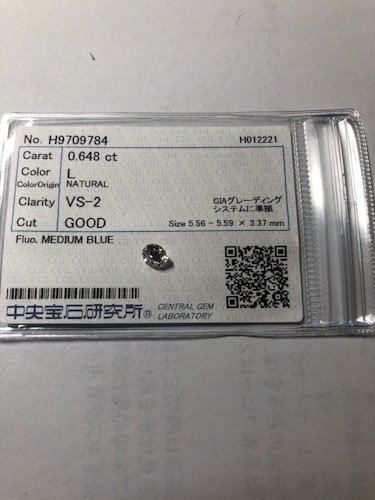 No. H9709784 H012221
Carat 0.648 ct
Color L
ColorOrigin NATURAL
Clarity VS-2
GIAグレーディング
システムに準拠
Cut GOOD
Size 5.56 - 5.59 × 3.37 mm
Fluo. MEDIUM BLUE
中央宝石研究所®
CENTRAL GEM
LABORATORY